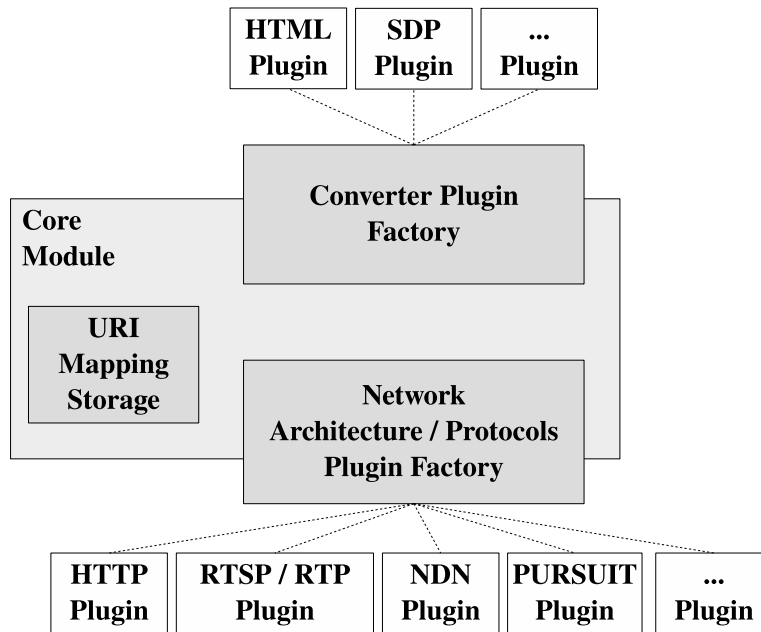 HTML
Plugin
SDP
Plugin
...
Plugin
Converter Plugin
Factory
Core
Module
URI
Mapping
Storage
Network
Architecture / Protocols
Plugin Factory
HTTP
Plugin
RTSP / RTP
Plugin
NDN
Plugin
PURSUIT
Plugin
...
Plugin